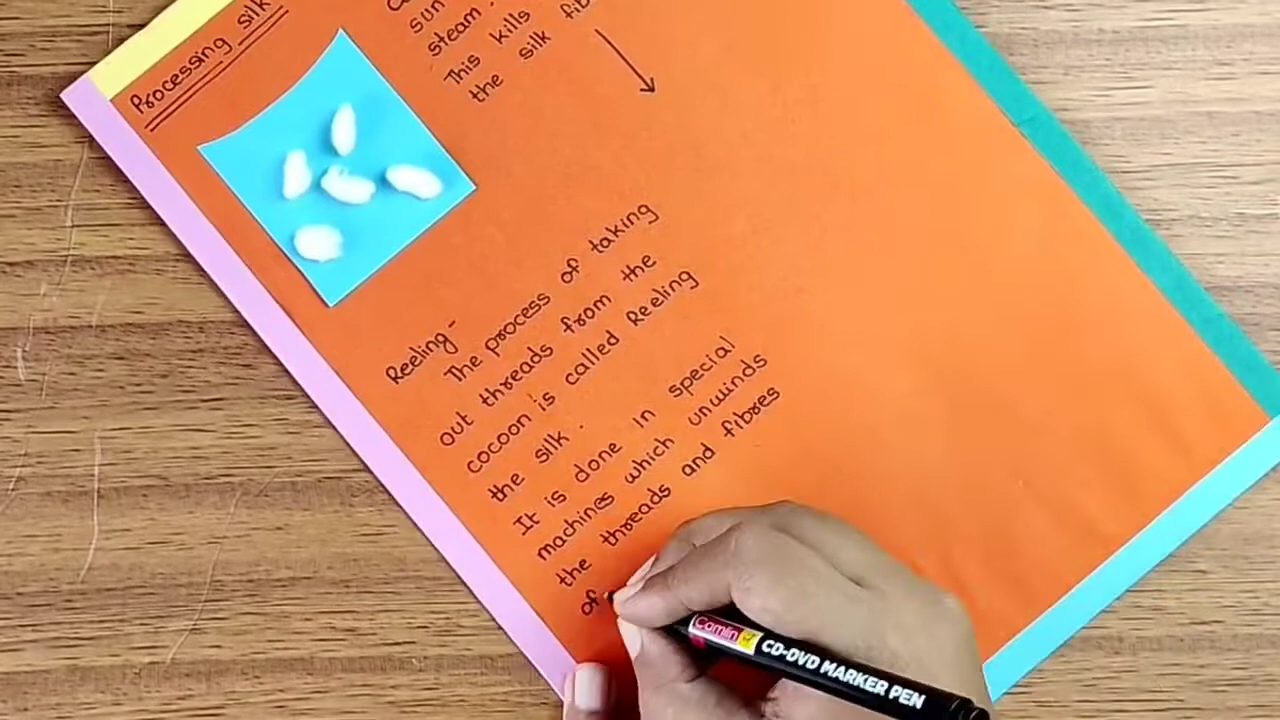 Processing silk
sun
steam.
This kills
the silk fib
Reeling -
The process of taking
out threads from the
cocoon is called Reeling
the silk.
It is done in special
machines which unwinds
the threads and fibres
of
Camlin
CD-DVD MARKER PEN